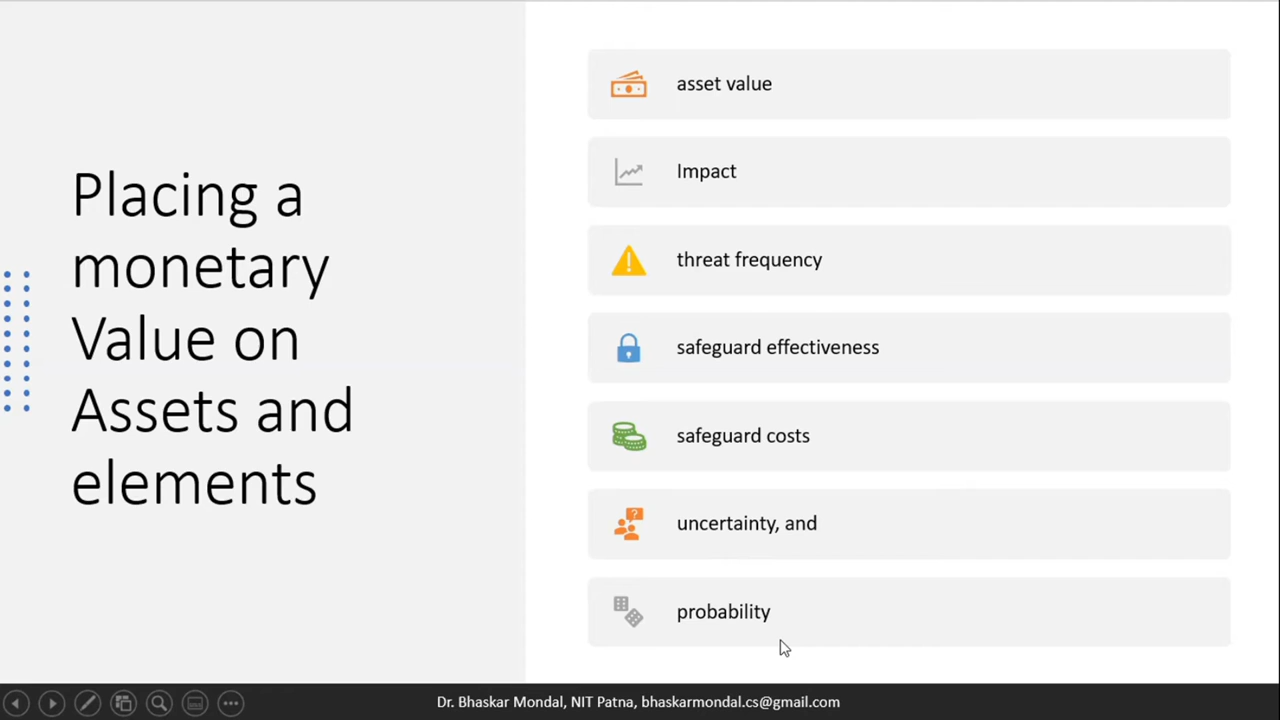 Placing a
monetary
Value on
Assets and
elements
asset value
Impact
threat frequency
safeguard effectiveness
safeguard costs
uncertainty, and
probability
Dr. Bhaskar Mondal, NIT Patna, bhaskarmondal.cs@gmail.com